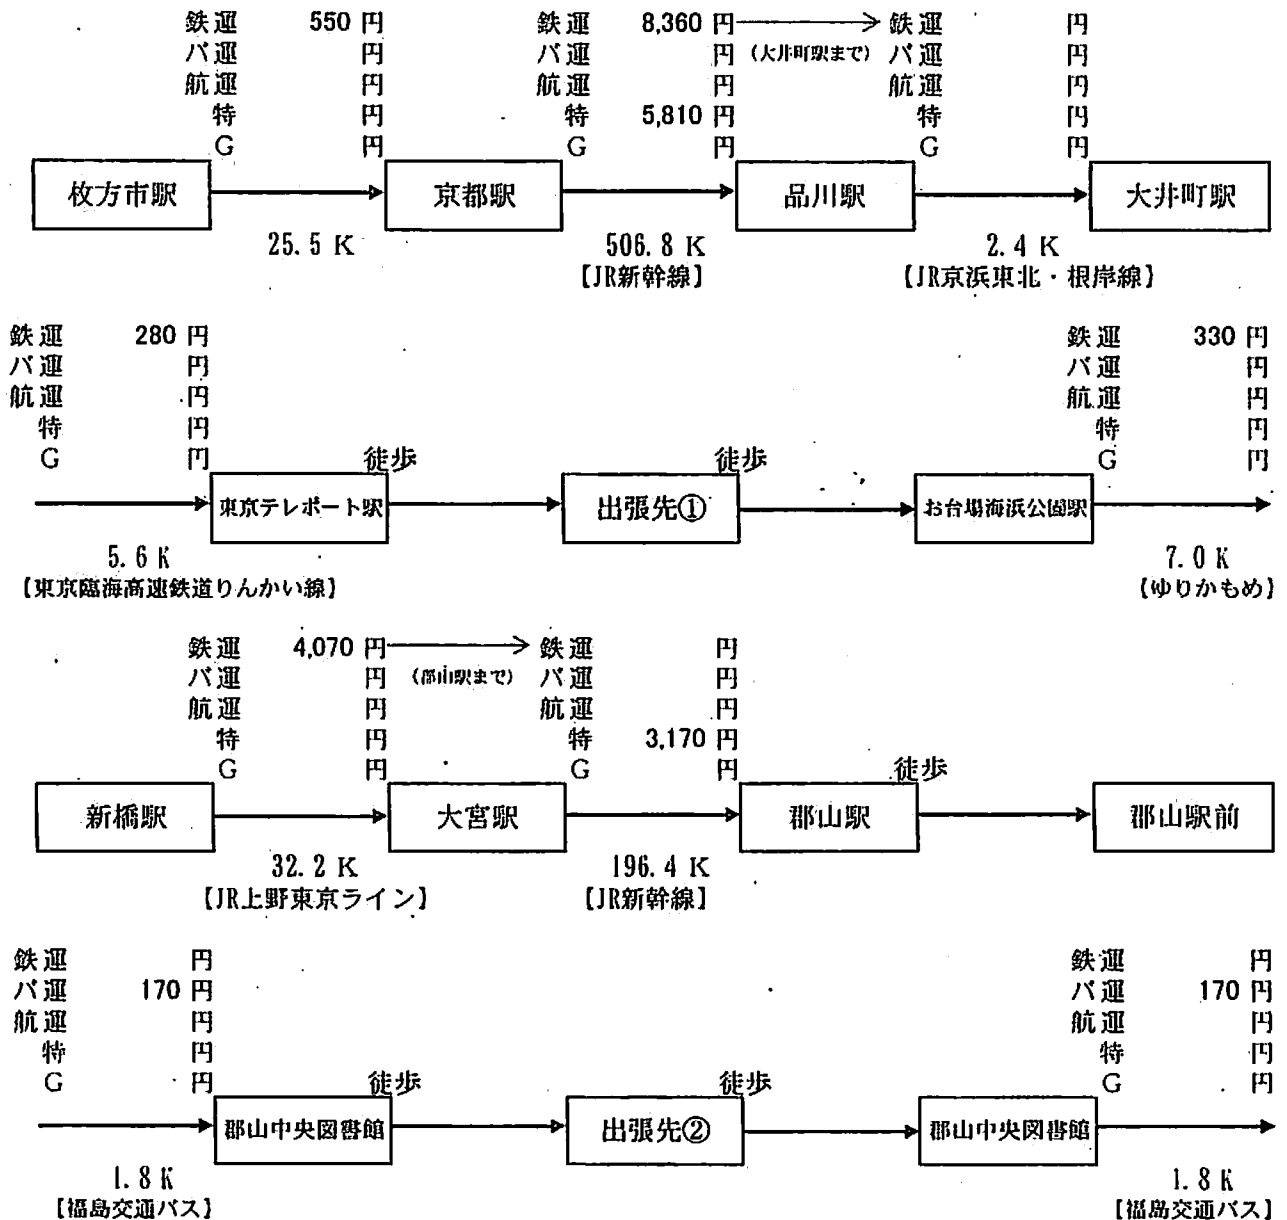 鉄運 550 円 鉄運 8,360 円 鉄運 円
バ運 円 バ運 円 (大井町駅まで) バ運 円
航運 円 航運 円 航運 円
特 円 特 5,810 円 特 円
G 円 G 円 G 円
枚方市駅 京都駅 品川駅 大井町駅
25.5 K 506.8 K 2.4 K
【JR新幹線】 【JR京浜東北・根岸線】
鉄運 280 円 鉄運 330 円
バ運 円 バ運 円
航運 円 航運 円
特 円 特 円
G 円 徒歩 徒歩 G 円
東京テレポート駅 出張先① お台場海浜公園駅
5.6 K 7.0 K
【東京臨海高速鉄道りんかい線】 【ゆりかもめ】
鉄運 4,070 円 鉄運 円
バ運 円 (郡山駅まで) バ運 円
航運 円 航運 円
特 円 特 3,170 円
G 円 G 円 徒歩
新橋駅 大宮駅 郡山駅 郡山駅前
32.2 K 196.4 K
【JR上野東京ライン】 【JR新幹線】
鉄運 円 鉄運 円
バ運 170 円 バ運 170 円
航運 円 航運 円
特 円 特 円
G 円 徒歩 徒歩 G 円
郡山中央図書館 出張先② 郡山中央図書館
1.8 K 1.8 K
【福島交通バス】 【福島交通バス】